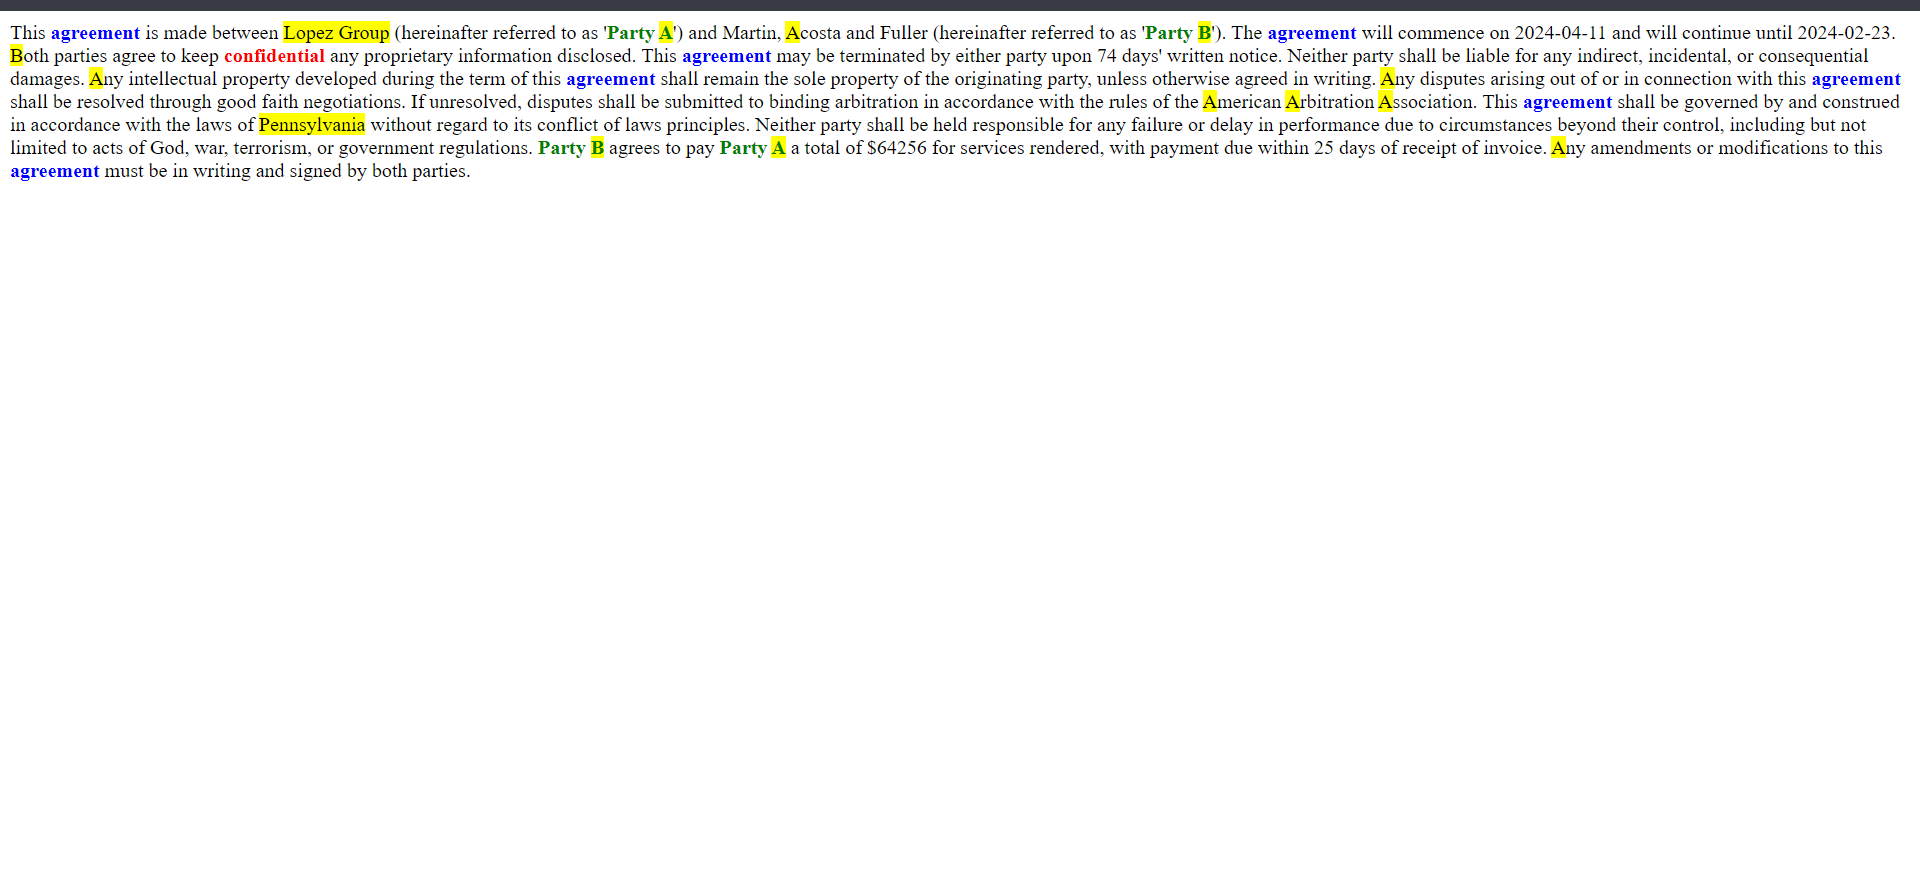 This agreement is made between Lopez Group (hereinafter referred to as 'Party A') and Martin, Acosta and Fuller (hereinafter referred to as 'Party B'). The agreement will commence on 2024-04-11 and will continue until 2024-02-23.
Both parties agree to keep confidential any proprietary information disclosed. This agreement may be terminated by either party upon 74 days' written notice. Neither party shall be liable for any indirect, incidental, or consequential
damages. Any intellectual property developed during the term of this agreement shall remain the sole property of the originating party, unless otherwise agreed in writing. Any disputes arising out of or in connection with this agreement
shall be resolved through good faith negotiations. If unresolved, disputes shall be submitted to binding arbitration in accordance with the rules of the American Arbitration Association. This agreement shall be governed by and construed
in accordance with the laws of Pennsylvania without regard to its conflict of laws principles. Neither party shall be held responsible for any failure or delay in performance due to circumstances beyond their control, including but not
limited to acts of God, war, terrorism, or government regulations. Party B agrees to pay Party A a total of $64256 for services rendered, with payment due within 25 days of receipt of invoice. Any amendments or modifications to this
agreement must be in writing and signed by both parties.